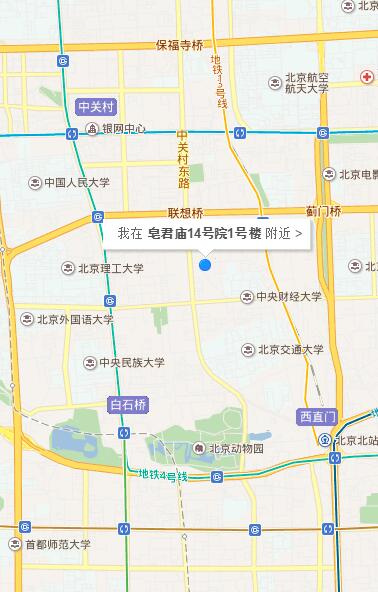 北京
保福寺桥
地铁13号线
北京航空
航天大学
中关村
银网中心
中关村东路
北京电影
中国人民大学
联想桥
蓟门桥
我在 皂君庙14号院1号楼 附近 >
北京理工大学
北京
中央财经大学
北京外国语大学
北京交通大学
中央民族大学
白石桥
西直门
北京北站
北京动物园
地铁4号线
首都师范大学